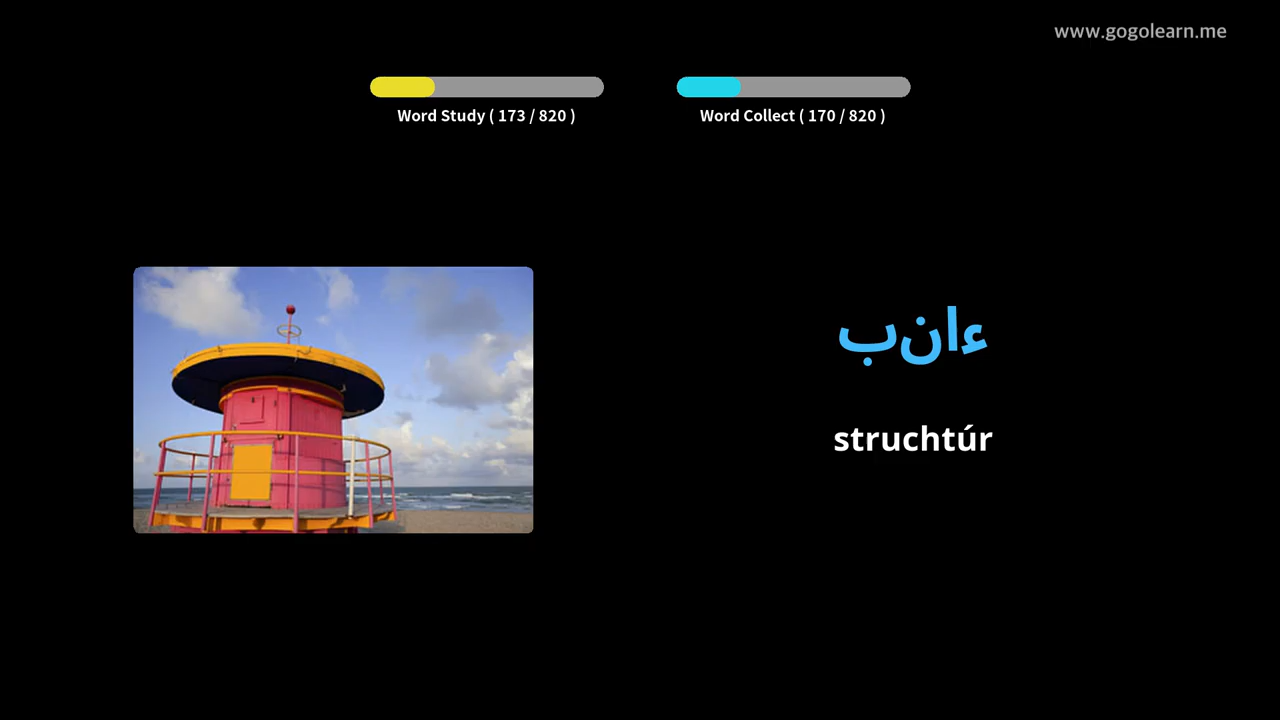 www.gogolearn.me
Word Study ( 173 / 820 )
Word Collect ( 170 / 820 )
بناء
struchtúr